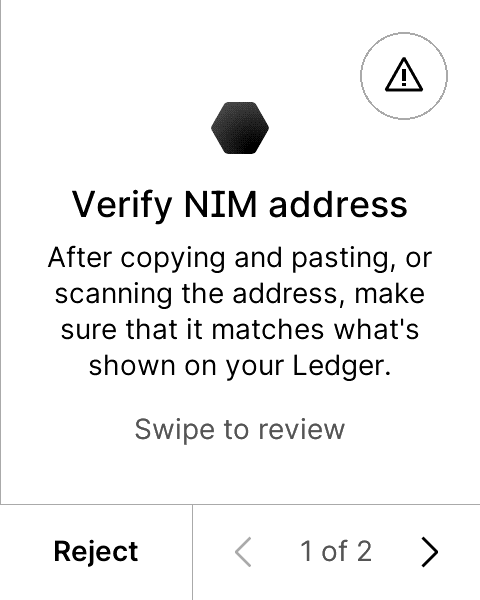 Verify NIM address
After copying and pasting, or
scanning the address, make
sure that it matches what's
shown on your Ledger.
Swipe to review
Reject
1 of 2